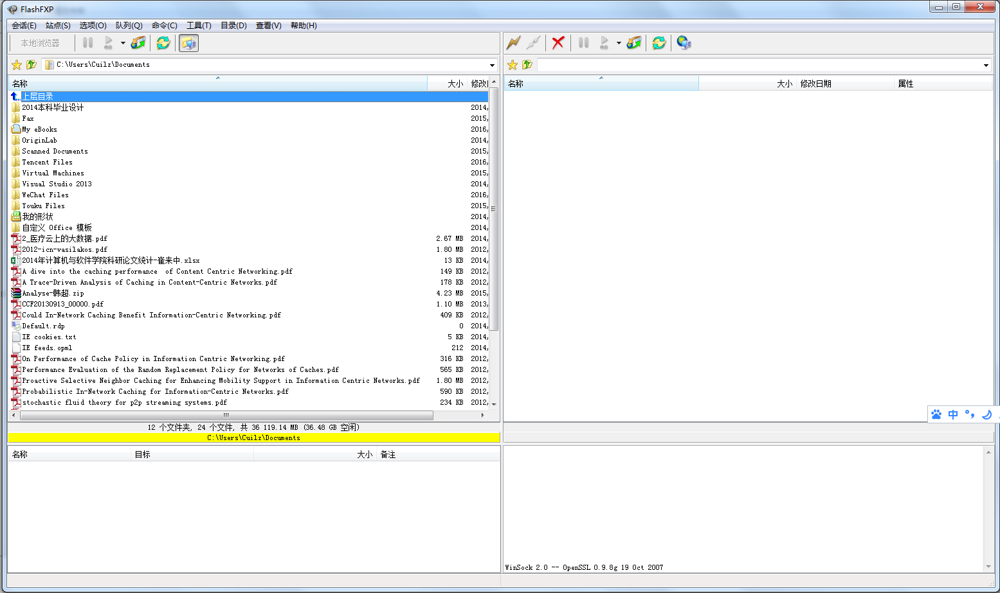 FlashFXP
会话(E) 站点(S) 选项(O) 队列(Q) 命令(C) 工具(T) 目录(D) 查看(V) 帮助(H)
本地浏览器
C:\Users\Cuilz\Documents
名称 大小 修改
名称 大小 修改日期 属性
上层目录
2014本科毕业设计 2014,
Fax 2015,
My eBooks 2016,
OriginLab 2014,
Scanned Documents 2015,
Tencent Files 2016,
Virtual Machines 2015,
Visual Studio 2013 2014,
WeChat Files 2016,
Youku Files 2015,
我的形状 2014,
自定义 Office 模板 2014,
2_医疗云上的大数据.pdf 2.67 MB 2014,
2012-icn-vasilakos.pdf 1.80 MB 2012,
2014年计算机与软件学院科研论文统计-崔来中.xlsx 13 KB 2014,
A dive into the caching performance  of Content Centric Networking.pdf 149 KB 2012,
A Trace-Driven Analysis of Caching in Content-Centric Networks.pdf 178 KB 2012,
Analyse-韩超.zip 4.23 MB 2015,
CCF20130913_00000.pdf 1.10 MB 2013,
Could In-Network Caching Benefit Information-Centric Networking.pdf 409 KB 2012,
Default.rdp 0 2014,
IE cookies.txt 5 KB 2014,
IE feeds.opml 212 2014,
On Performance of Cache Policy in Information Centric Networking.pdf 316 KB 2012,
Performance Evaluation of the Random Replacement Policy for Networks of Caches.pdf 565 KB 2012,
Proactive Selective Neighbor Caching for Enhancing Mobility Support in Information Centric Networks.pdf 1.80 MB 2012,
Probabilistic In-Network Caching for Information-Centric Networks.pdf 590 KB 2012,
stochastic fluid theory for p2p streaming systems.pdf 234 KB 2012,
中
12 个文件夹, 24 个文件, 共 36 119.14 MB (36.48 GB 空闲)
C:\Users\Cuilz\Documents
名称 目标 大小 备注
WinSock 2.0 -- OpenSSL 0.9.8g 19 Oct 2007